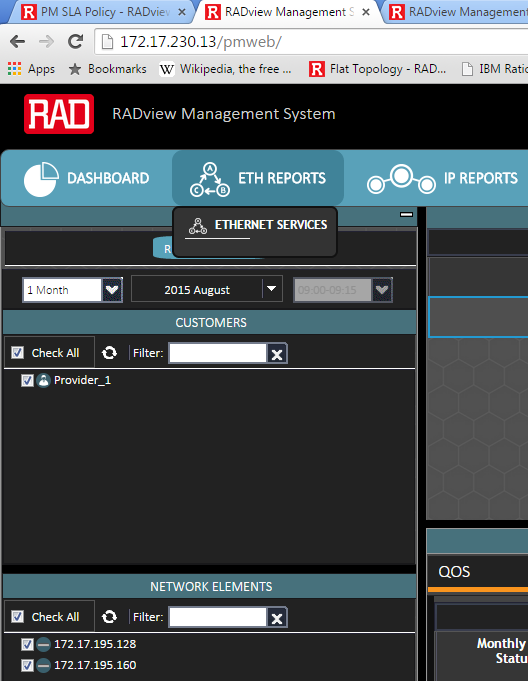 PM SLA Policy - RADview
RADview Management S
RADview Management
172.17.230.13/pmweb/
Apps
Bookmarks
Wikipedia, the free ...
Flat Topology - RAD...
IBM Ratio
RAD
RADview Management System
DASHBOARD
ETH REPORTS
IP REPORTS
ETHERNET SERVICES
R
1 Month
2015 August
09:00-09:15
CUSTOMERS
Check All
Filter:
Provider_1
NETWORK ELEMENTS
Check All
Filter:
172.17.195.128
172.17.195.160
QOS
Monthly
Statu